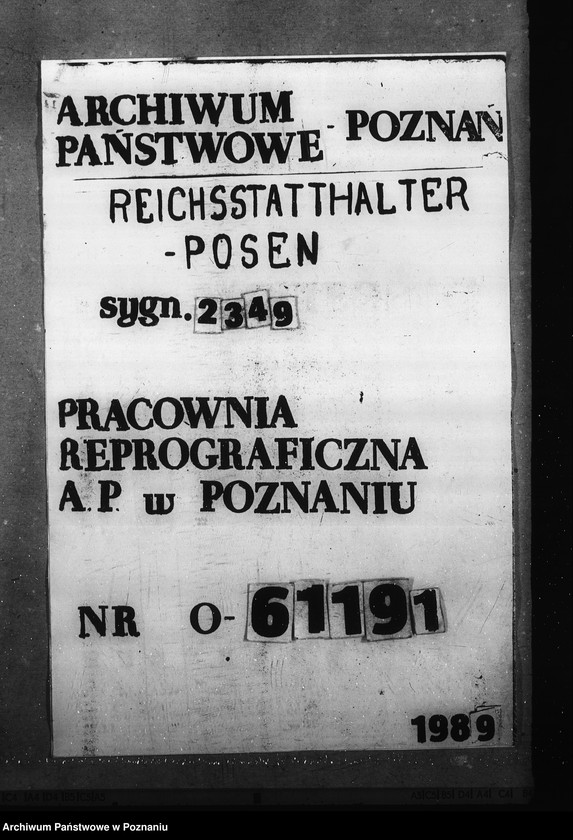 ARCHIWUM
PAŃSTWOWE - POZNAŃ
REICHSSTATTHALTER
-POSEN
sygn. 2349
PRACOWNIA
REPROGRAFICZNA
A.P. w POZNANIU
NR O-61191
1989
Archiwum Państwowe w Poznaniu